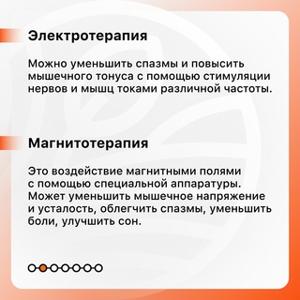 Электротерапия
Можно уменьшить спазмы и повысить
мышечного тонуса с помощью стимуляции
нервов и мышц токами различной частоты.
Магнитотерапия
Это воздействие магнитными полями
с помощью специальной аппаратуры.
Может уменьшить мышечное напряжение
и усталость, облегчить спазмы, уменьшить
боли, улучшить сон.